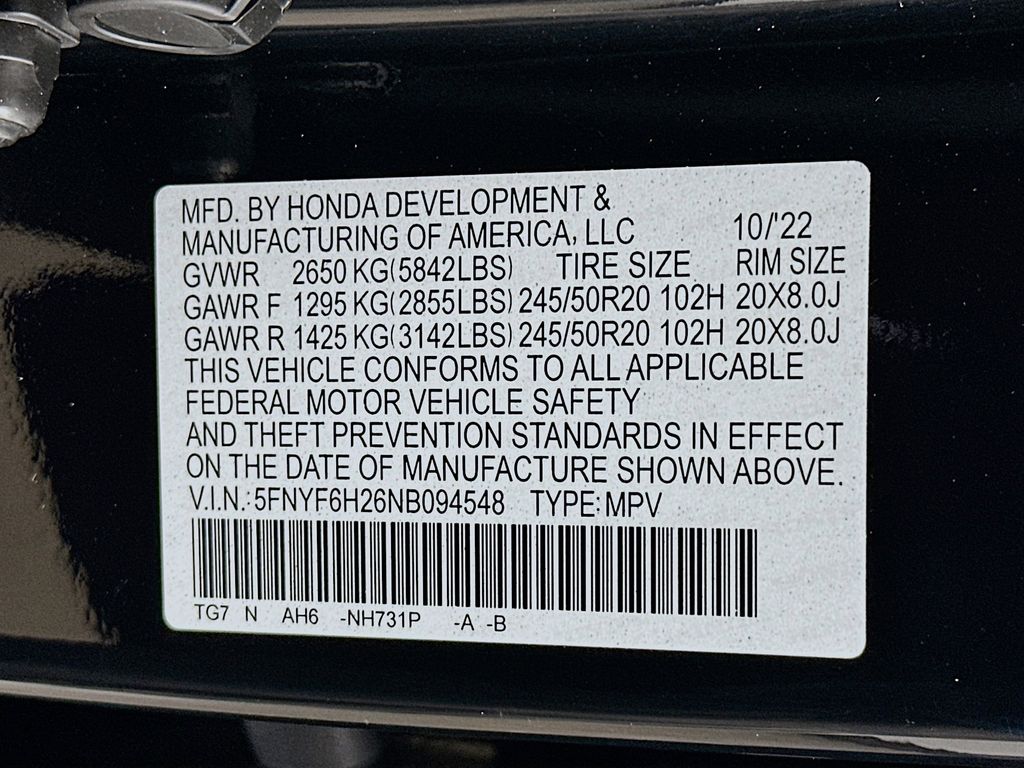 MFD. BY HONDA DEVELOPMENT &
MANUFACTURING OF AMERICA, LLC 10/'22
GVWR 2650 KG(5842LBS) TIRE SIZE RIM SIZE
GAWR F 1295 KG(2855LBS) 245/50R20 102H 20X8.0J
GAWR R 1425 KG(3142LBS) 245/50R20 102H 20X8.0J
THIS VEHICLE CONFORMS TO ALL APPLICABLE
FEDERAL MOTOR VEHICLE SAFETY
AND THEFT PREVENTION STANDARDS IN EFFECT
ON THE DATE OF MANUFACTURE SHOWN ABOVE.
V.I.N.: 5FNYF6H26NB094548 TYPE: MPV
TG7 N AH6 -NH731P -A -B